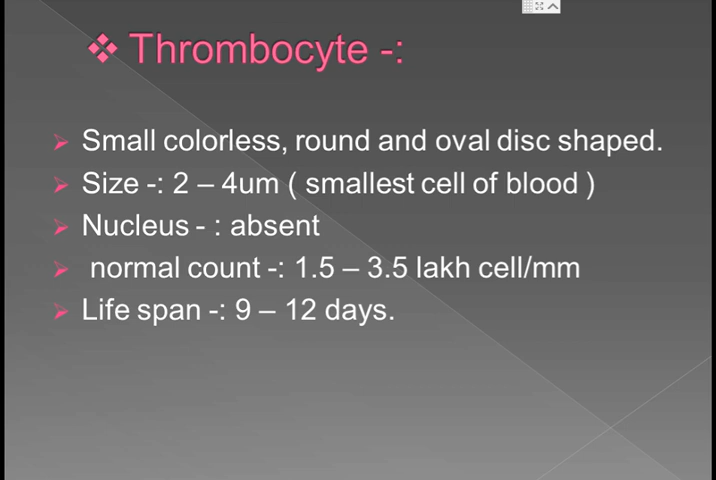 Thrombocyte -:
Small colorless, round and oval disc shaped.
Size -: 2 – 4um ( smallest cell of blood )
Nucleus - : absent
normal count -: 1.5 – 3.5 lakh cell/mm
Life span -: 9 – 12 days.